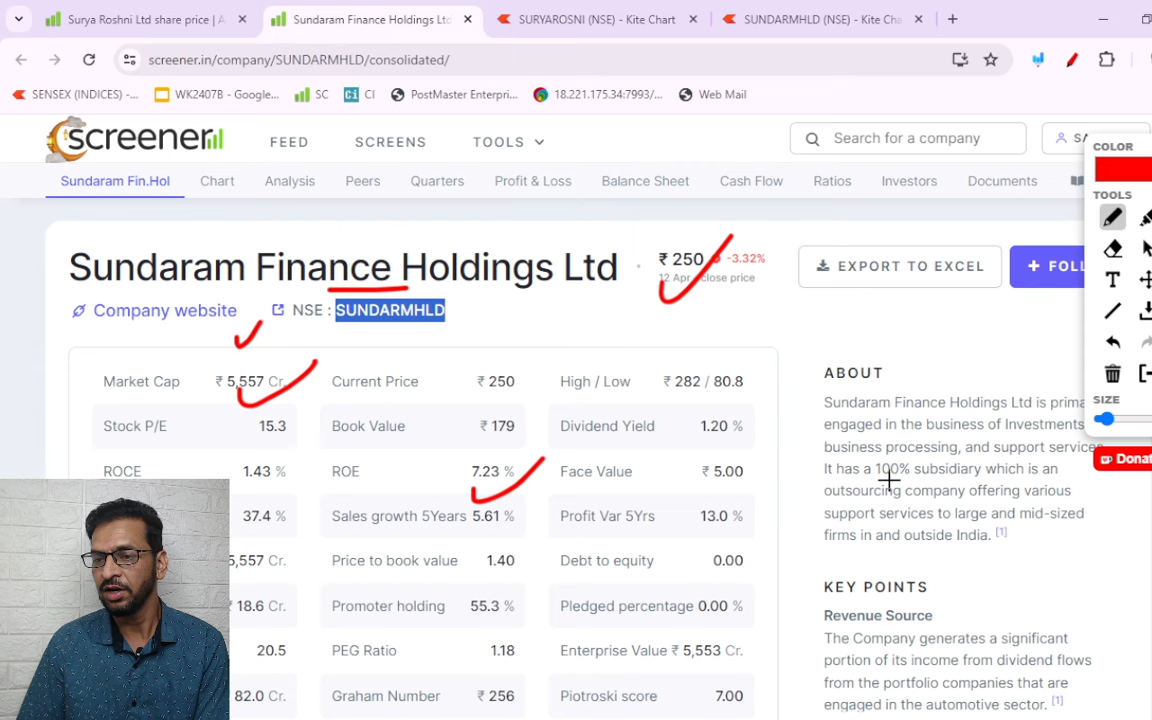 Surya Roshni Ltd share price | A
Sundaram Finance Holdings Ltd
SURYAROSNI (NSE) - Kite Chart
SUNDARMHLD (NSE) - Kite Cha
screener.in/company/SUNDARMHLD/consolidated/
SENSEX (INDICES) -...
WK2407B - Google...
SC
CI
PostMaster Enterpri...
18.221.175.34:7993/...
Web Mail
screener
FEED
SCREENS
TOOLS
Search for a company
SA
Sundaram Fin.Hol
Chart
Analysis
Peers
Quarters
Profit & Loss
Balance Sheet
Cash Flow
Ratios
Investors
Documents
Sundaram Finance Holdings Ltd
₹ 250 -3.32%
12 Apr close price
EXPORT TO EXCEL
+ FOLL
Company website
NSE : SUNDARMHLD
Market Cap ₹ 5,557 Cr.
Current Price ₹ 250
High / Low ₹ 282 / 80.8
Stock P/E 15.3
Book Value ₹ 179
Dividend Yield 1.20 %
ROCE 1.43 %
ROE 7.23 %
Face Value ₹ 5.00
37.4 %
Sales growth 5Years 5.61 %
Profit Var 5Yrs 13.0 %
5,557 Cr.
Price to book value 1.40
Debt to equity 0.00
₹ 18.6 Cr.
Promoter holding 55.3 %
Pledged percentage 0.00 %
20.5
PEG Ratio 1.18
Enterprise Value ₹ 5,553 Cr.
82.0 Cr.
Graham Number ₹ 256
Piotroski score 7.00
ABOUT
Sundaram Finance Holdings Ltd is prima
engaged in the business of Investments
business processing, and support services
It has a 100% subsidiary which is an
outsourcing company offering various
support services to large and mid-sized
firms in and outside India. [1]
KEY POINTS
Revenue Source
The Company generates a significant
portion of its income from dividend flows
from the portfolio companies that are
engaged in the automotive sector. [1]
COLOR
TOOLS
T
SIZE
Donat